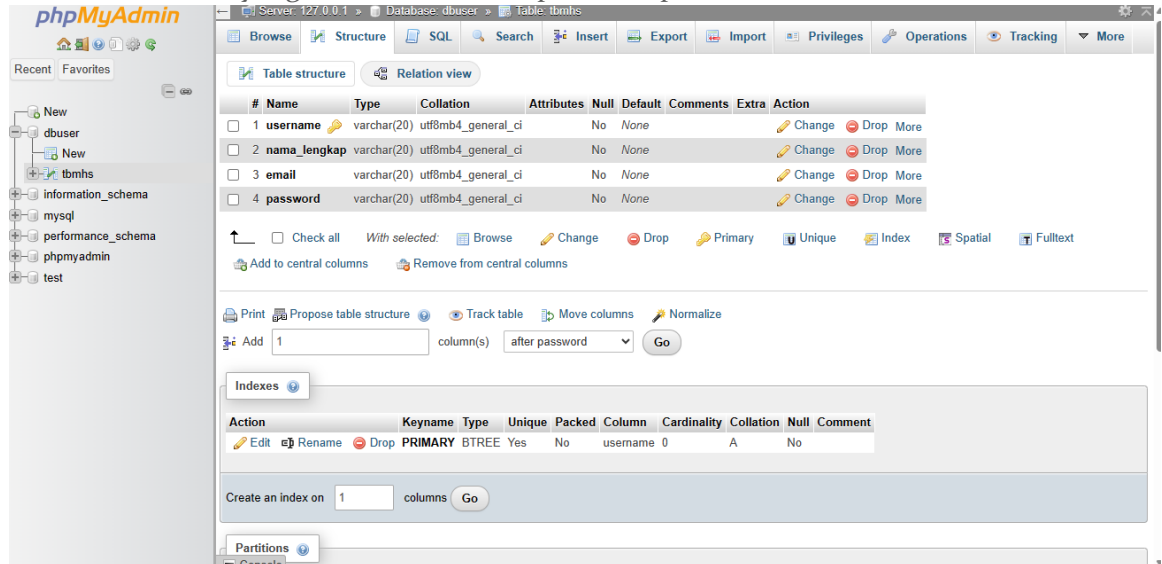 phpMyAdmin
Recent Favorites
New
dbuser
New
tbmhs
information_schema
mysql
performance_schema
phpmyadmin
test
Server: 127.0.0.1 » Database: dbuser » Table: tbmhs
Browse Structure SQL Search Insert Export Import Privileges Operations Tracking More
Table structure Relation view
# Name Type Collation Attributes Null Default Comments Extra Action
1 username varchar(20) utf8mb4_general_ci No None Change Drop More
2 nama_lengkap varchar(20) utf8mb4_general_ci No None Change Drop More
3 email varchar(20) utf8mb4_general_ci No None Change Drop More
4 password varchar(20) utf8mb4_general_ci No None Change Drop More
Check all With selected: Browse Change Drop Primary Unique Index Spatial Fulltext
Add to central columns Remove from central columns
Print Propose table structure Track table Move columns Normalize
Add 1 column(s) after password Go
Indexes
Action Keyname Type Unique Packed Column Cardinality Collation Null Comment
Edit Rename Drop PRIMARY BTREE Yes No username 0 A No
Create an index on 1 columns Go
Partitions
Console